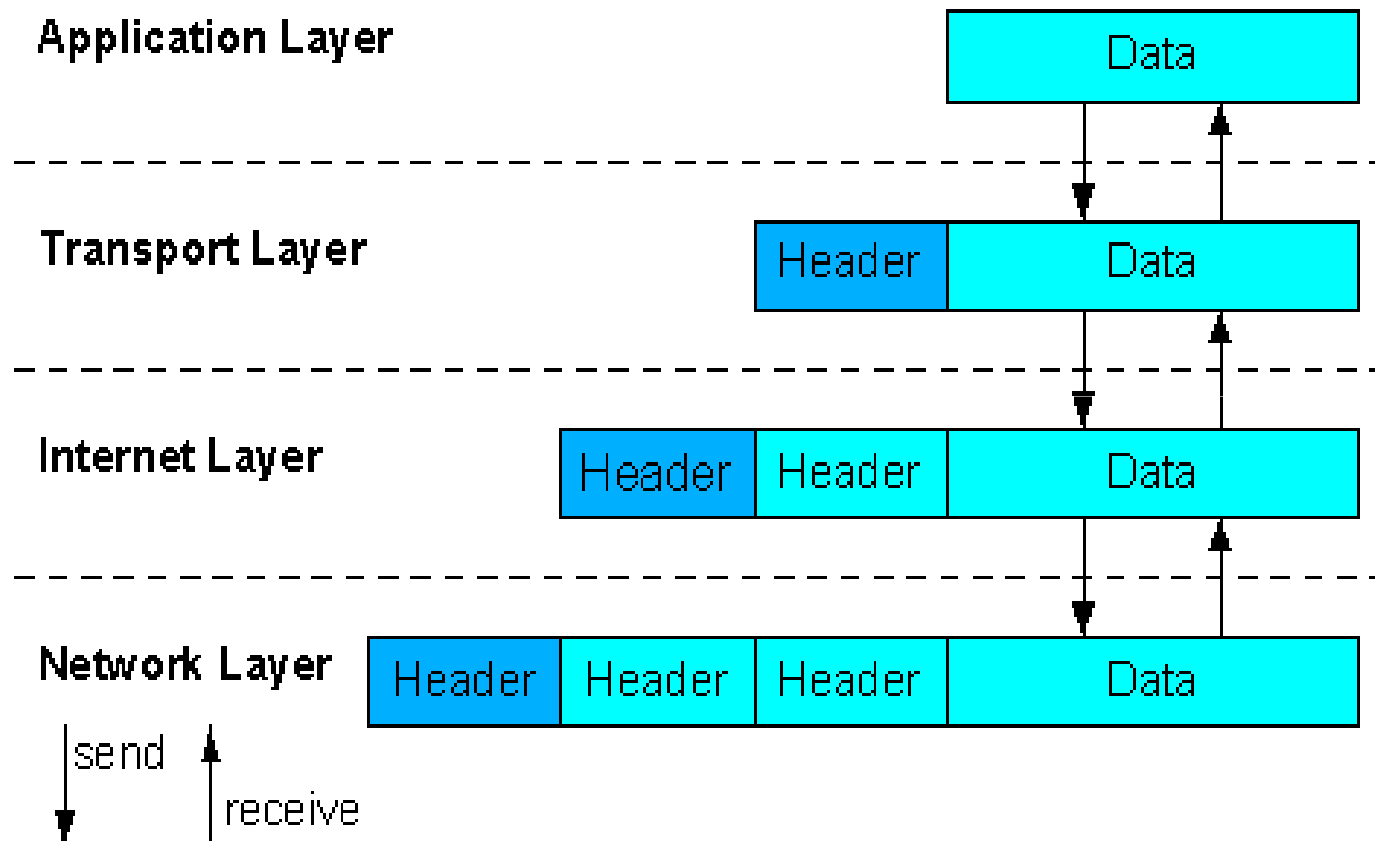 Application Layer
Data
Transport Layer
Header
Data
Internet Layer
Header
Header
Data
Network Layer
Header
Header
Header
Data
send
receive